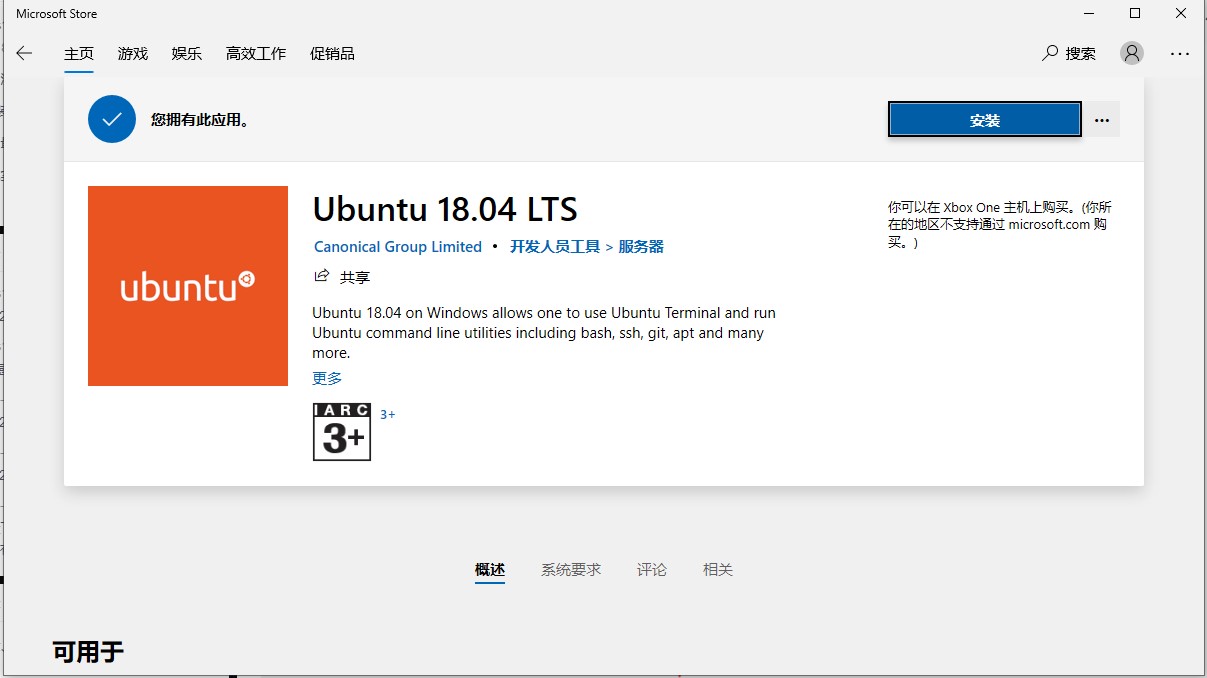 Microsoft Store
主页 游戏 娱乐 高效工作 促销品 搜索
您拥有此应用。
安装
ubuntu
Ubuntu 18.04 LTS
Canonical Group Limited • 开发人员工具 > 服务器
共享
Ubuntu 18.04 on Windows allows one to use Ubuntu Terminal and run
Ubuntu command line utilities including bash, ssh, git, apt and many
more.
更多
IARC
3+
3+
你可以在 Xbox One 主机上购买。(你所
在的地区不支持通过 microsoft.com 购
买。)
概述 系统要求 评论 相关
可用于